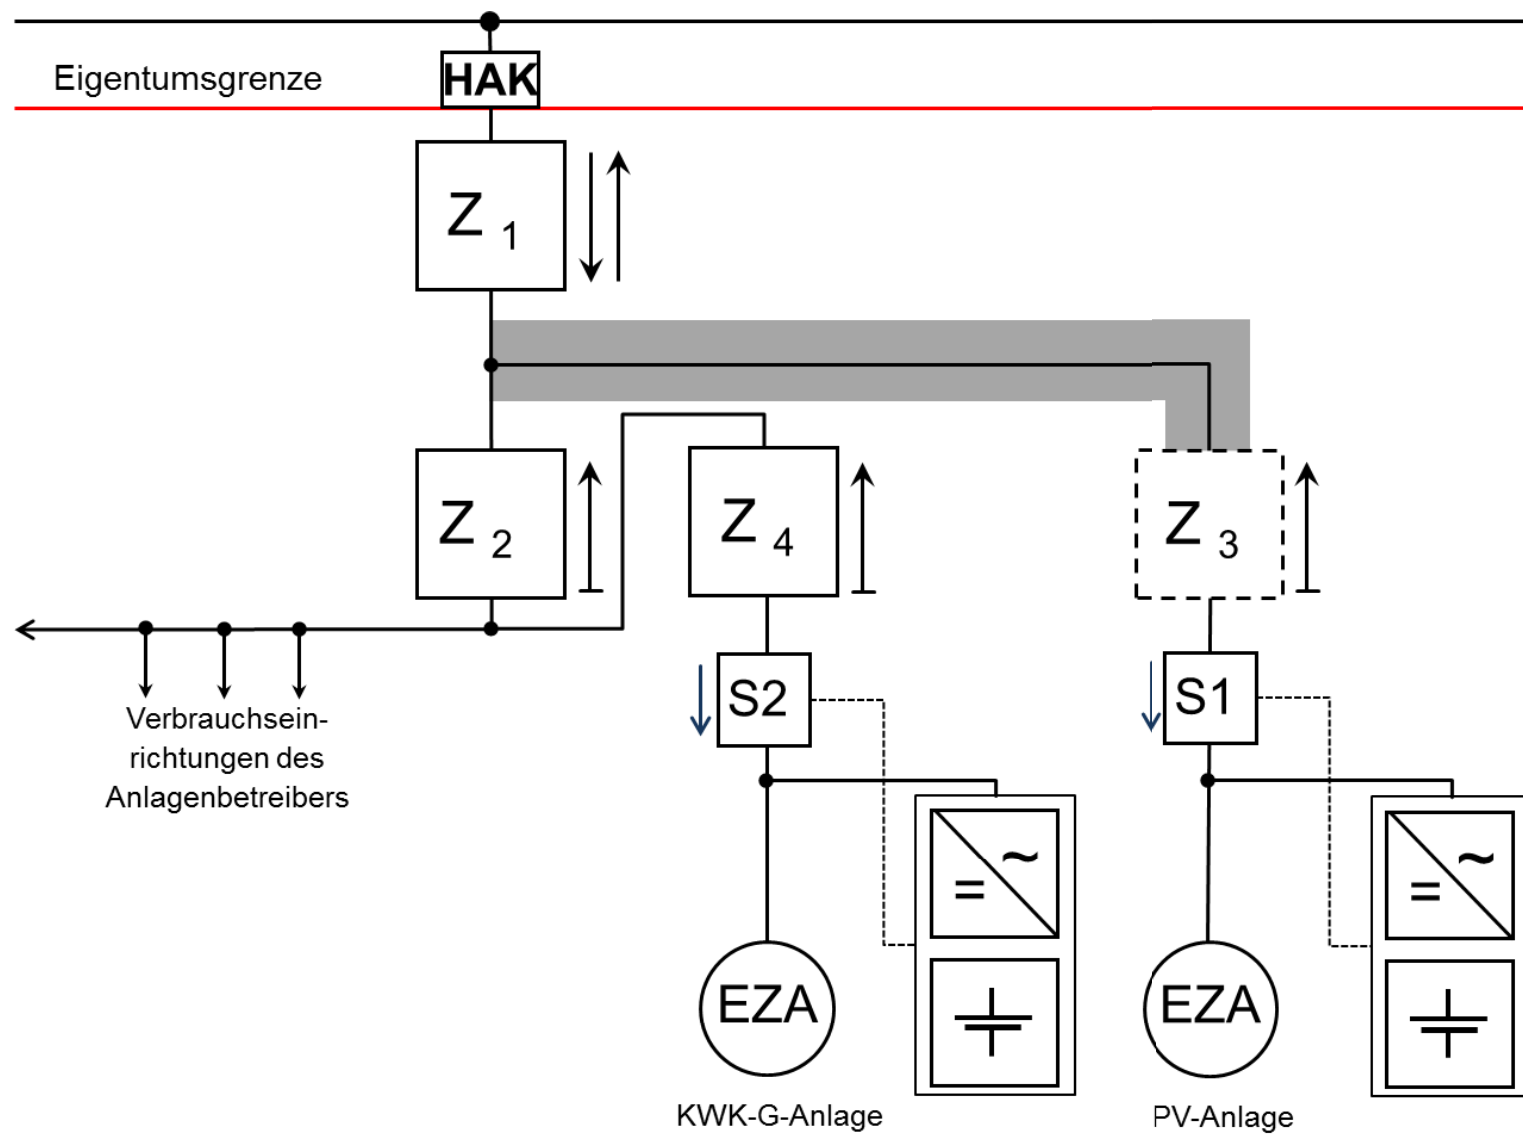 Eigentumsgrenze
HAK
Z 1
Z 2
Z 4
Z 3
S2
S1
Verbrauchsein-
richtungen des
Anlagenbetreibers
~
=
~
=
EZA
EZA
KWK-G-Anlage
PV-Anlage